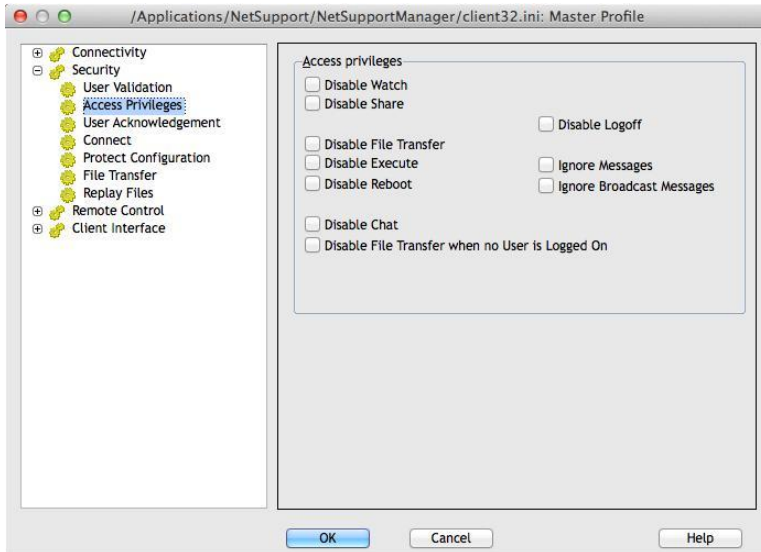 /Applications/NetSupport/NetSupportManager/client32.ini: Master Profile
Connectivity
Security
User Validation
Access Privileges
User Acknowledgement
Connect
Protect Configuration
File Transfer
Replay Files
Remote Control
Client Interface
Access privileges
Disable Watch
Disable Share
Disable Logoff
Disable File Transfer
Disable Execute
Ignore Messages
Disable Reboot
Ignore Broadcast Messages
Disable Chat
Disable File Transfer when no User is Logged On
OK
Cancel
Help